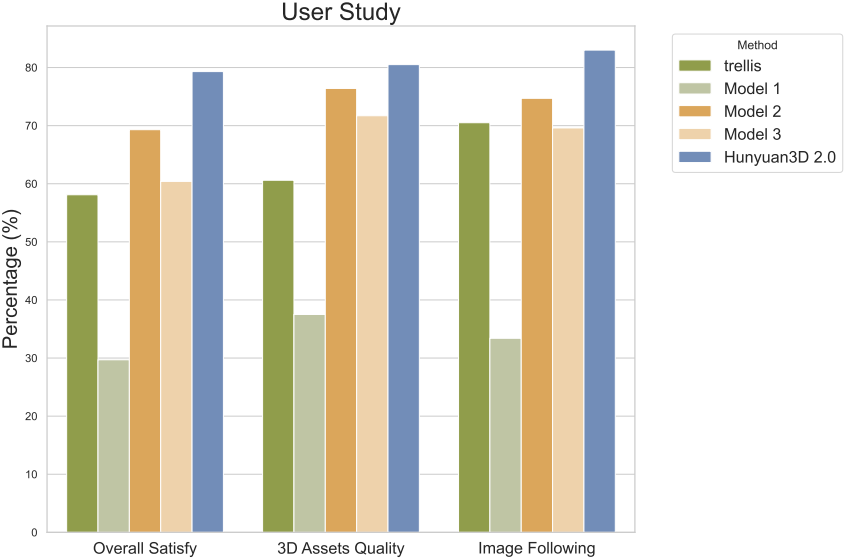 User Study
Percentage (%)
80
70
60
50
40
30
20
10
0
Overall Satisfy
3D Assets Quality
Image Following
Method
trellis
Model 1
Model 2
Model 3
Hunyuan3D 2.0